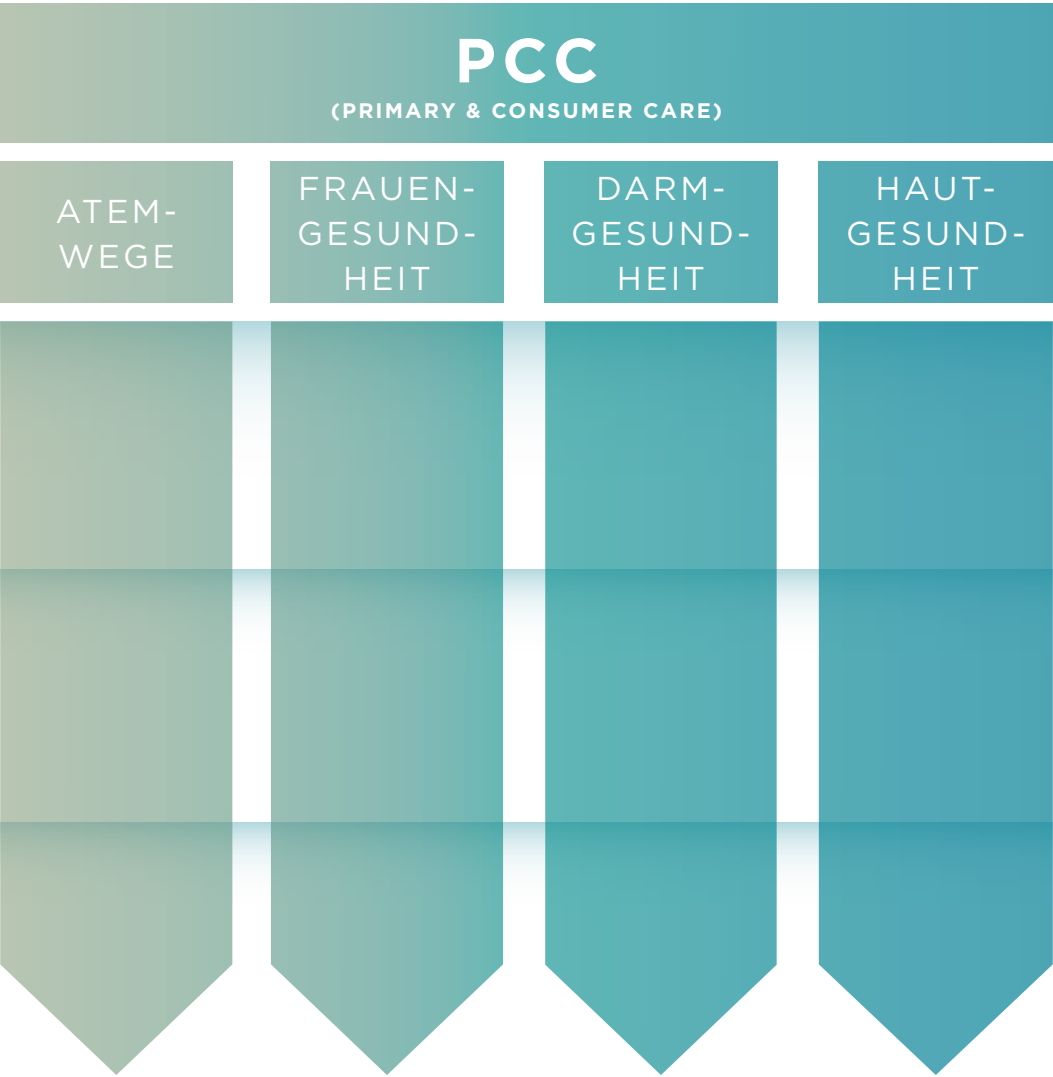 PCC
(PRIMARY & CONSUMER CARE)
ATEM-
WEGE
FRAUEN-
GESUND-
HEIT
DARM-
GESUND-
HEIT
HAUT-
GESUND-
HEIT